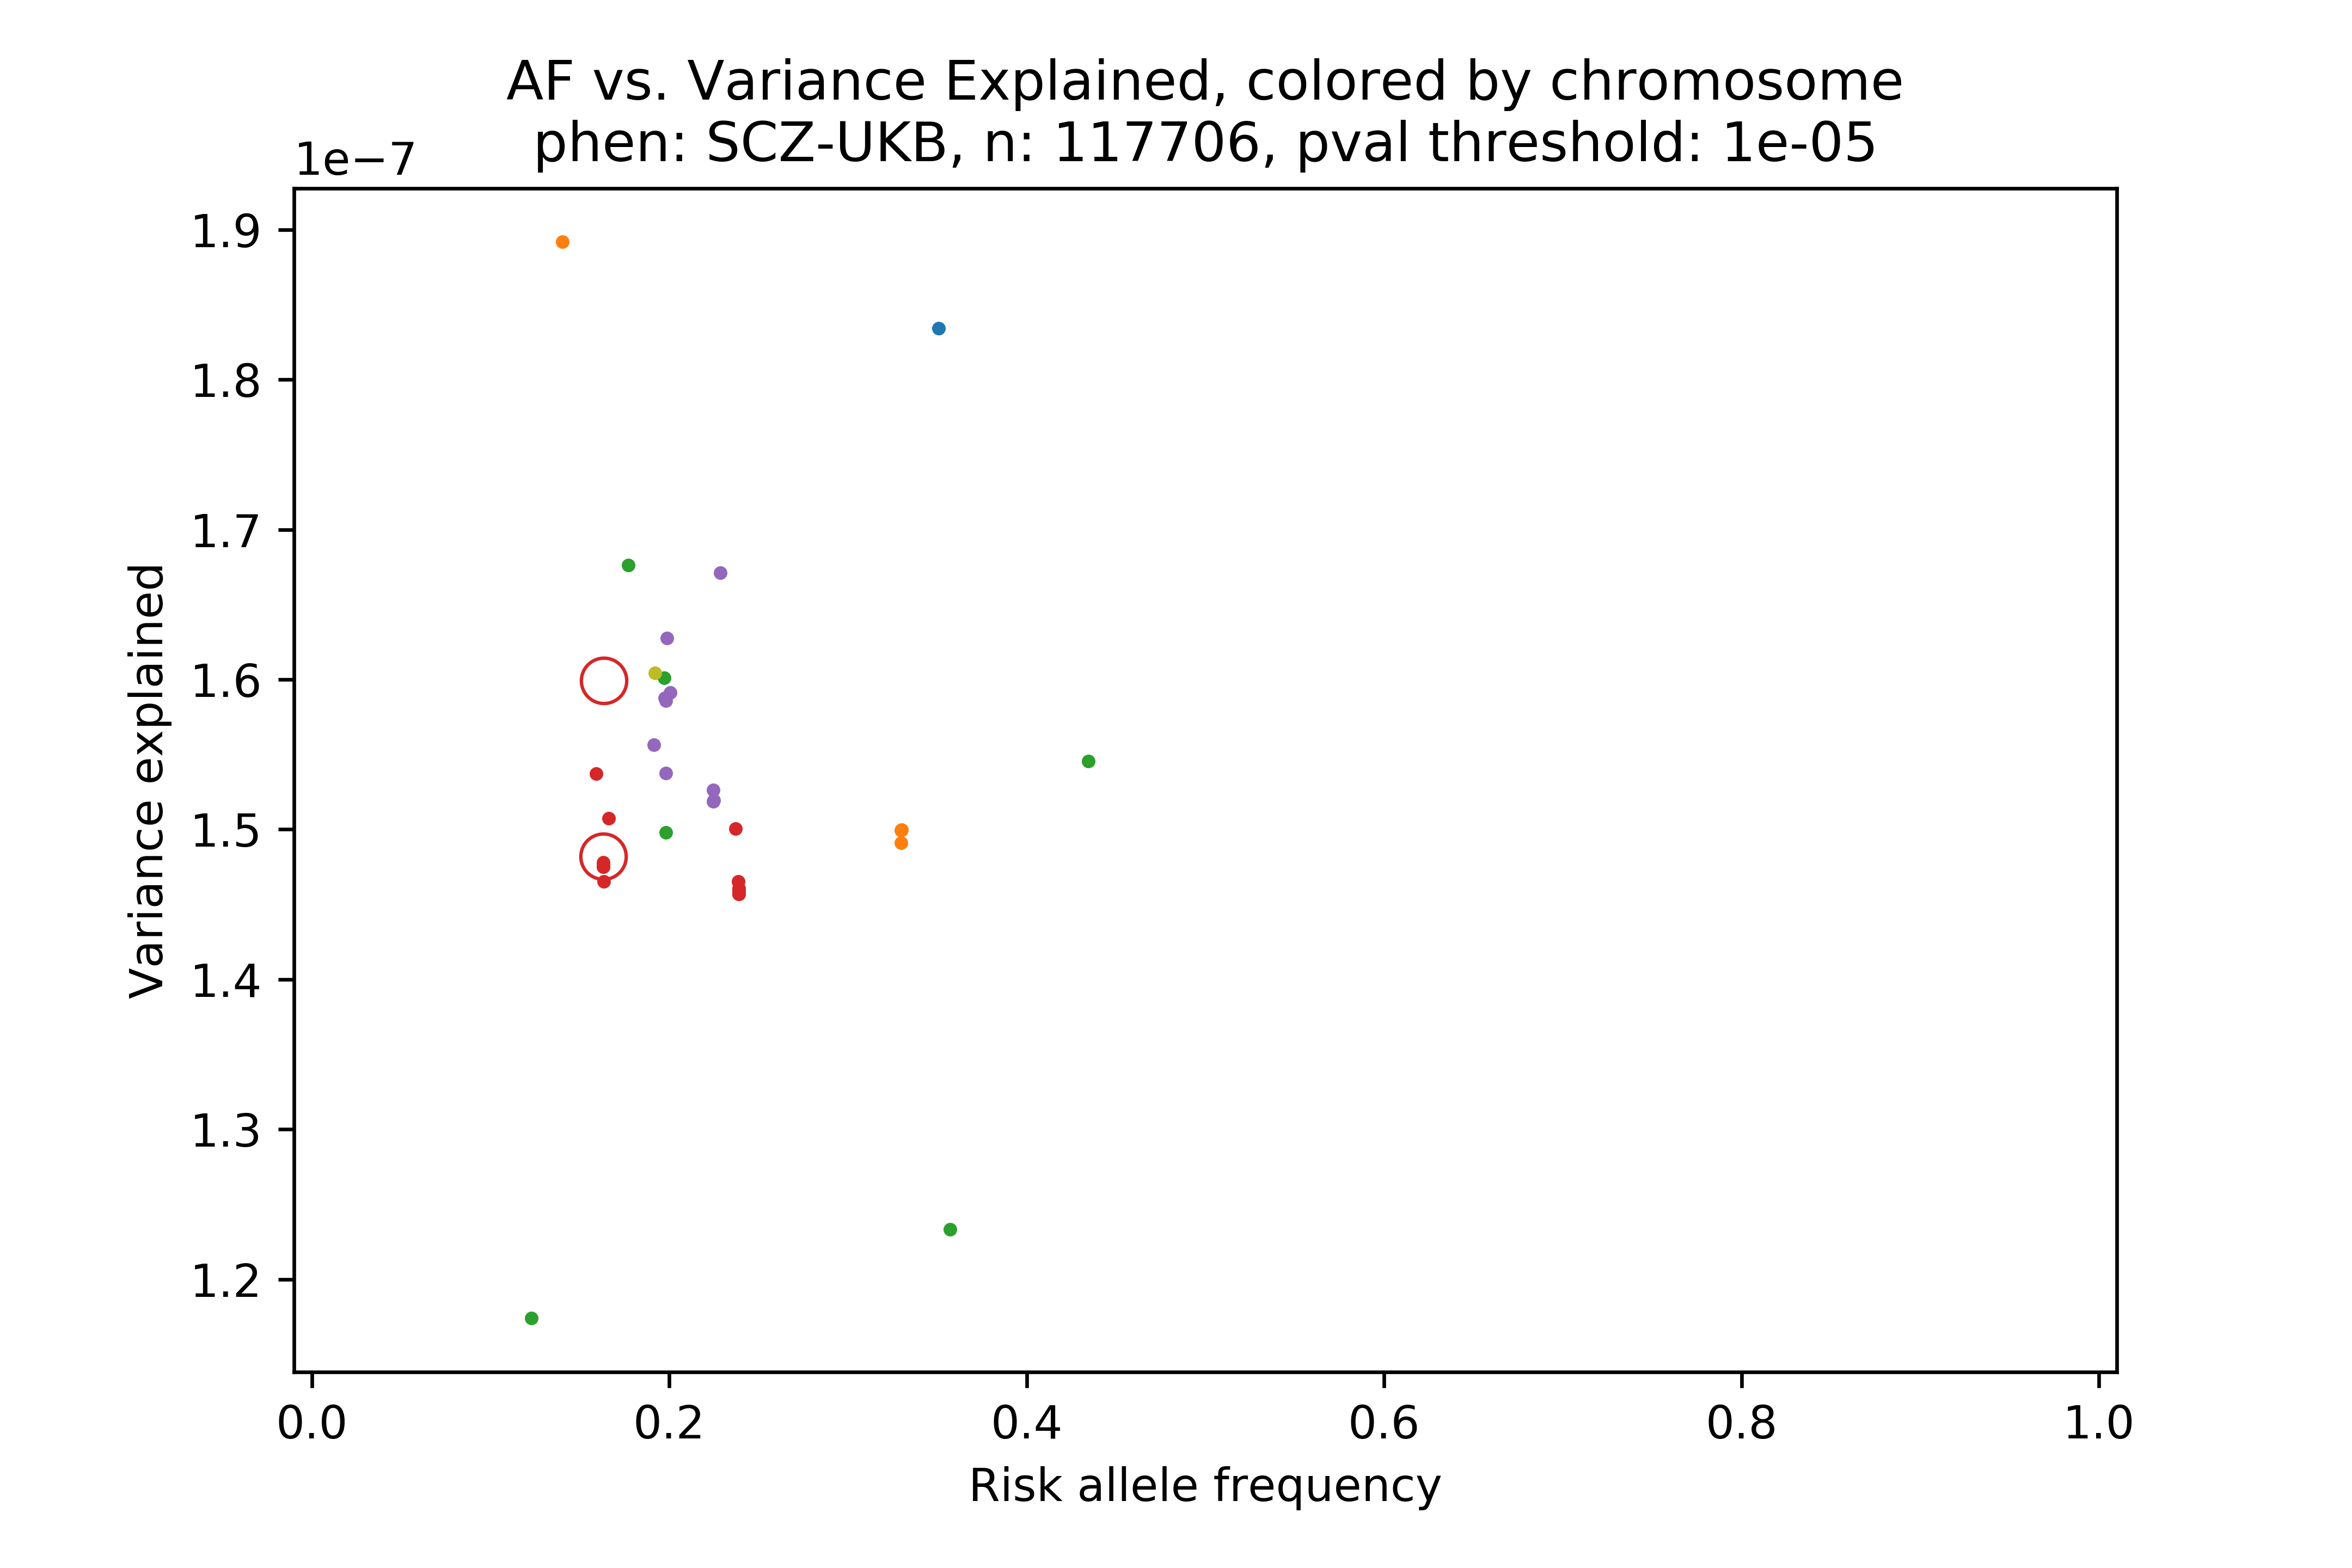 AF vs. Variance Explained, colored by chromosome
phen: SCZ-UKB, n: 117706, pval threshold: 1e-05
1e−7
1.9
1.8
1.7
1.6
1.5
1.4
1.3
1.2
Variance explained
0.0 0.2 0.4 0.6 0.8 1.0
Risk allele frequency